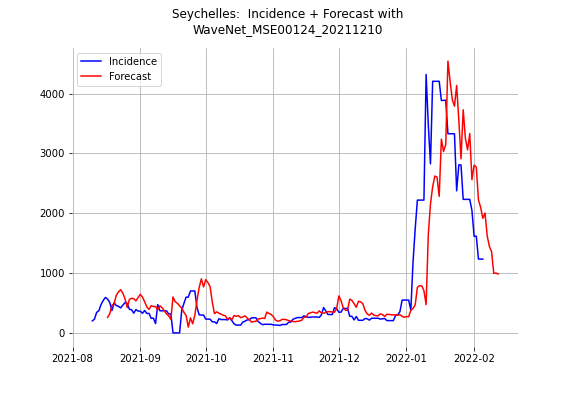 Seychelles:  Incidence + Forecast with
WaveNet_MSE00124_20211210
Incidence
Forecast
4000
3000
2000
1000
0
2021-08 2021-09 2021-10 2021-11 2021-12 2022-01 2022-02